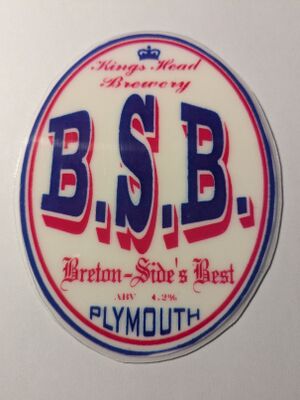 Kings Head
Brewery
B.S.B.
Breton-Side's Best
ABV 4.2%
PLYMOUTH